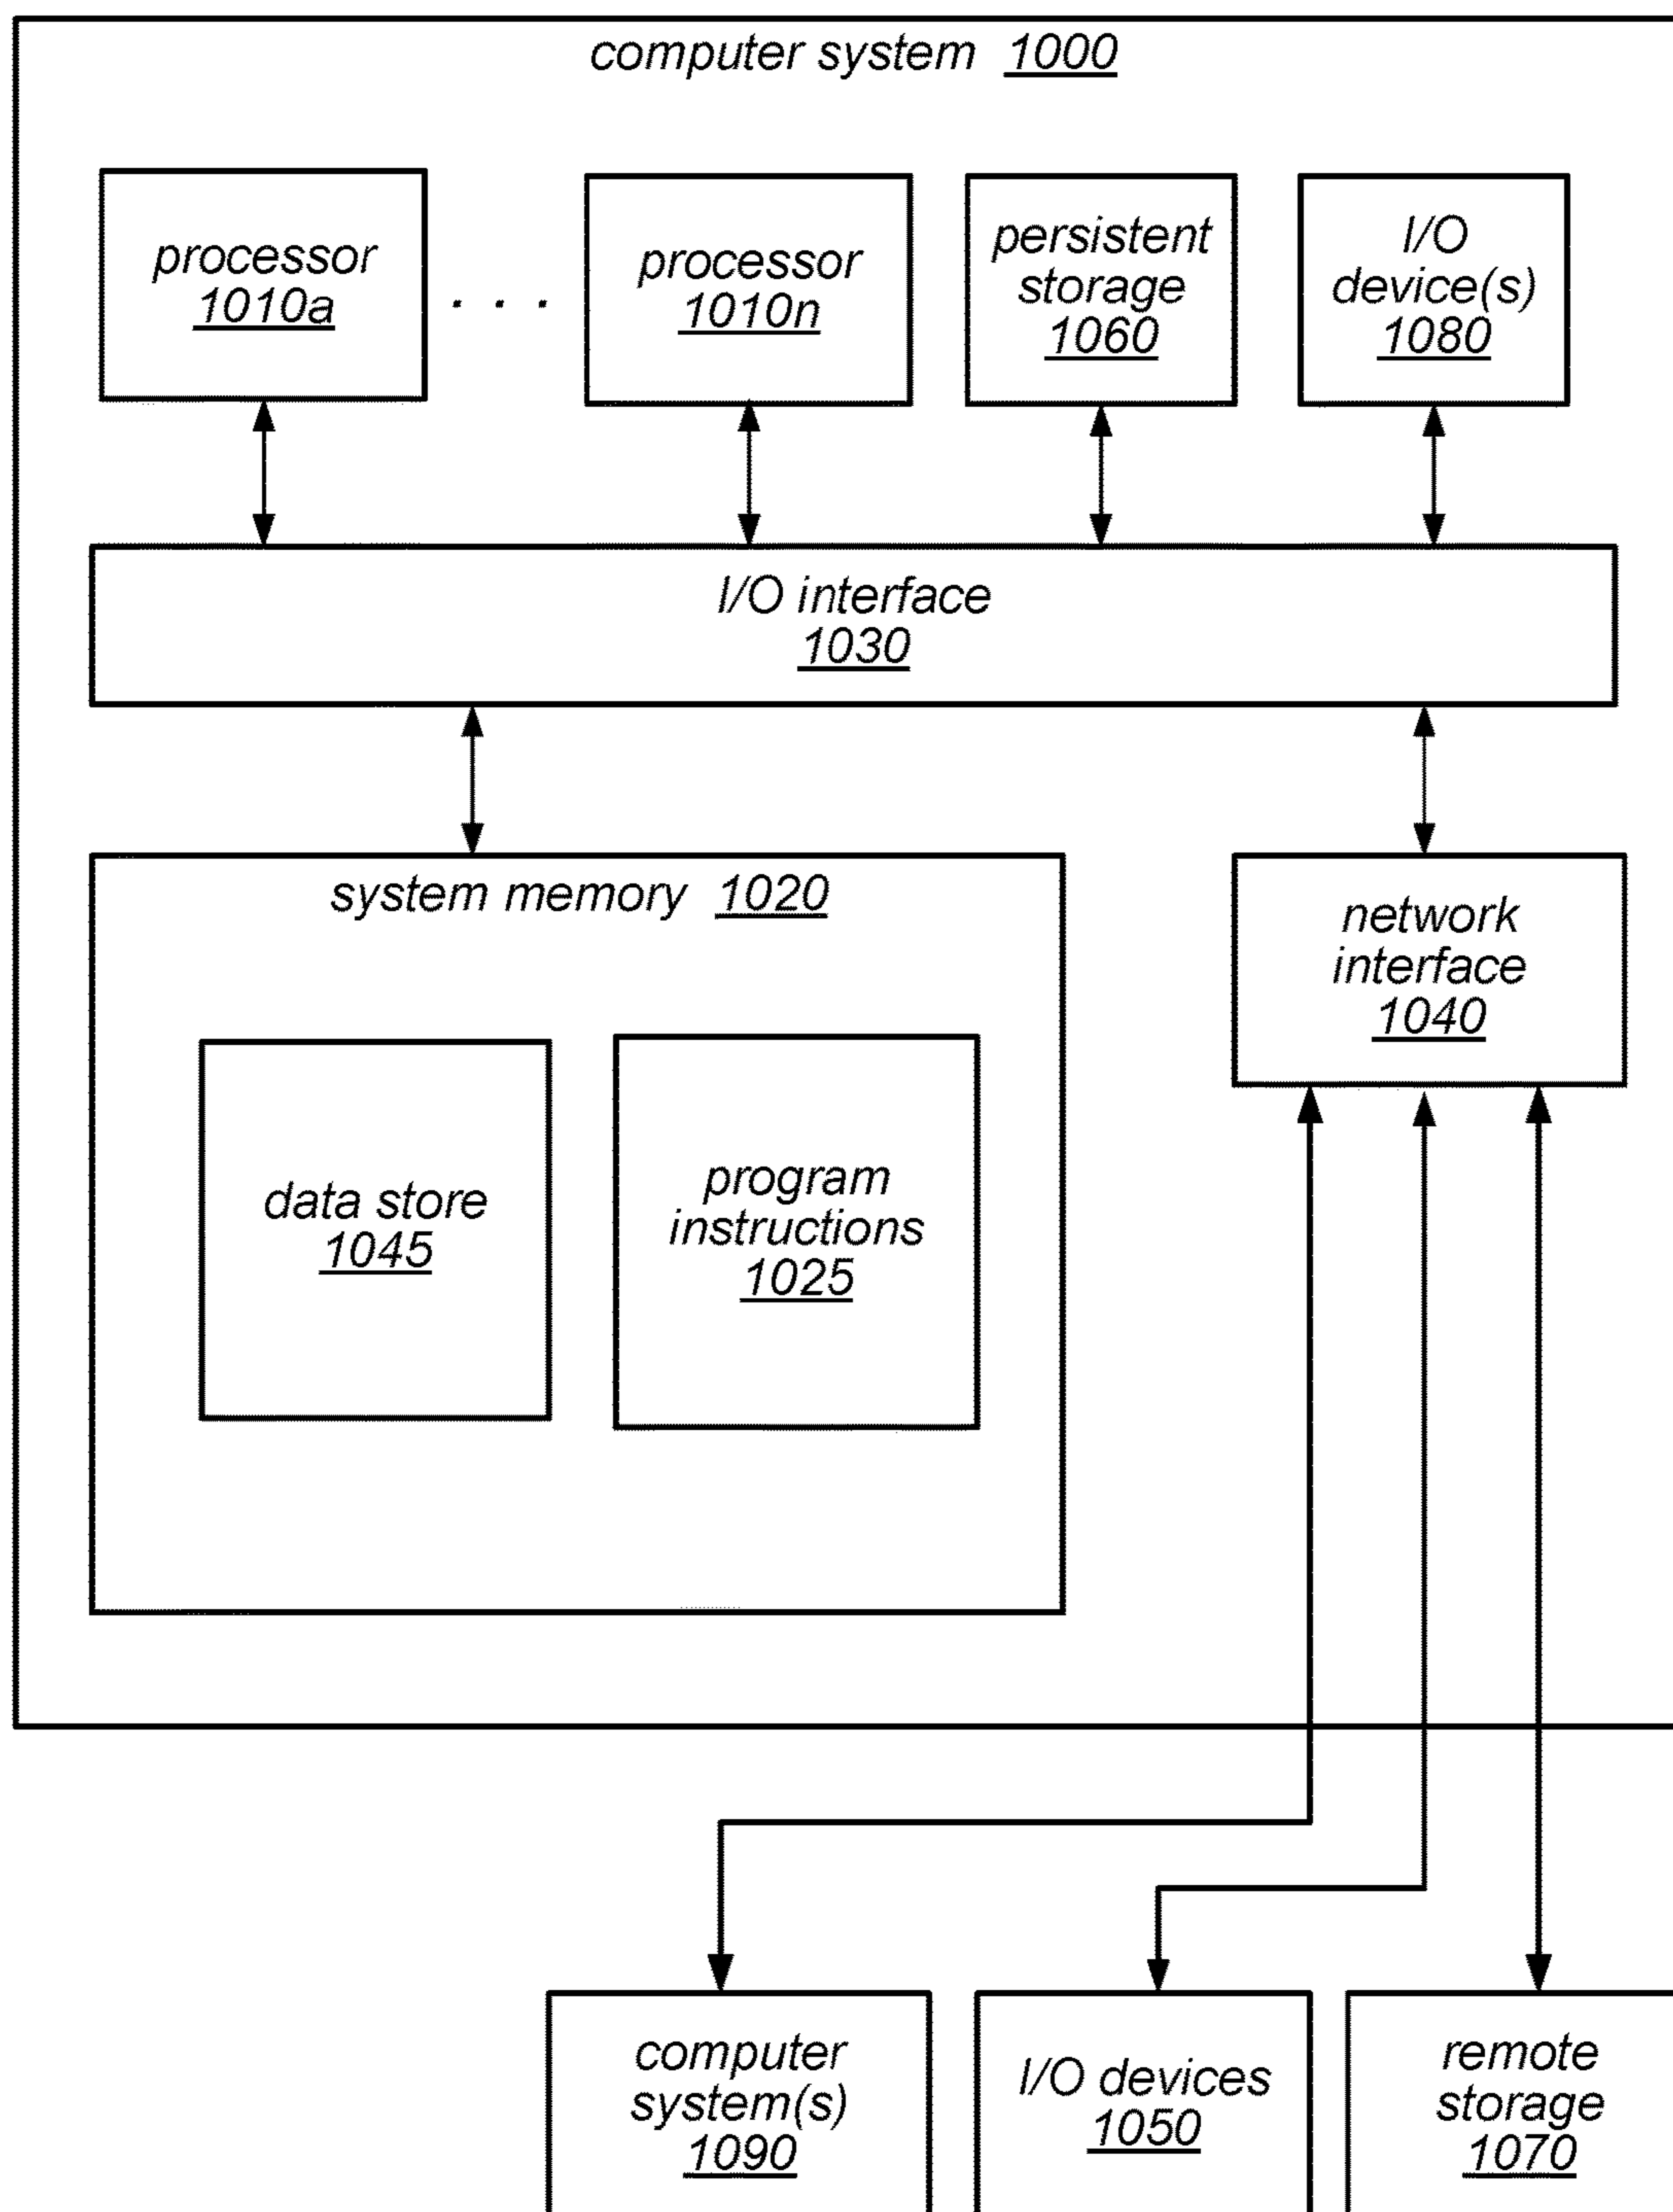 computer system 1000
processor
1010a
. . .
processor
1010n
persistent
storage
1060
I/O
device(s)
1080
I/O interface
1030
system memory 1020
network
interface
1040
data store
1045
program
instructions
1025
computer
system(s)
1090
I/O devices
1050
remote
storage
1070